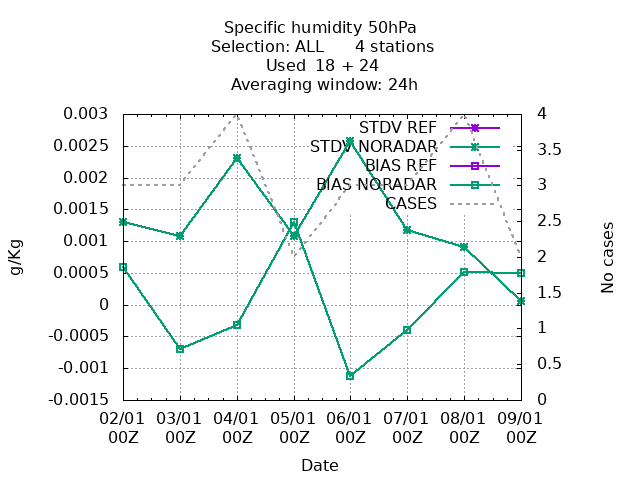 Specific humidity 50hPa
Selection: ALL      4 stations
Used  18 + 24
Averaging window: 24h
0.003
0.0025
0.002
0.0015
0.001
0.0005
0
-0.0005
-0.001
-0.0015
4
3.5
3
2.5
2
1.5
1
0.5
0
STDV REF
STDV NORADAR
BIAS REF
BIAS NORADAR
CASES
g/Kg
No cases
02/01 03/01 04/01 05/01 06/01 07/01 08/01 09/01
00Z 00Z 00Z 00Z 00Z 00Z 00Z 00Z
Date